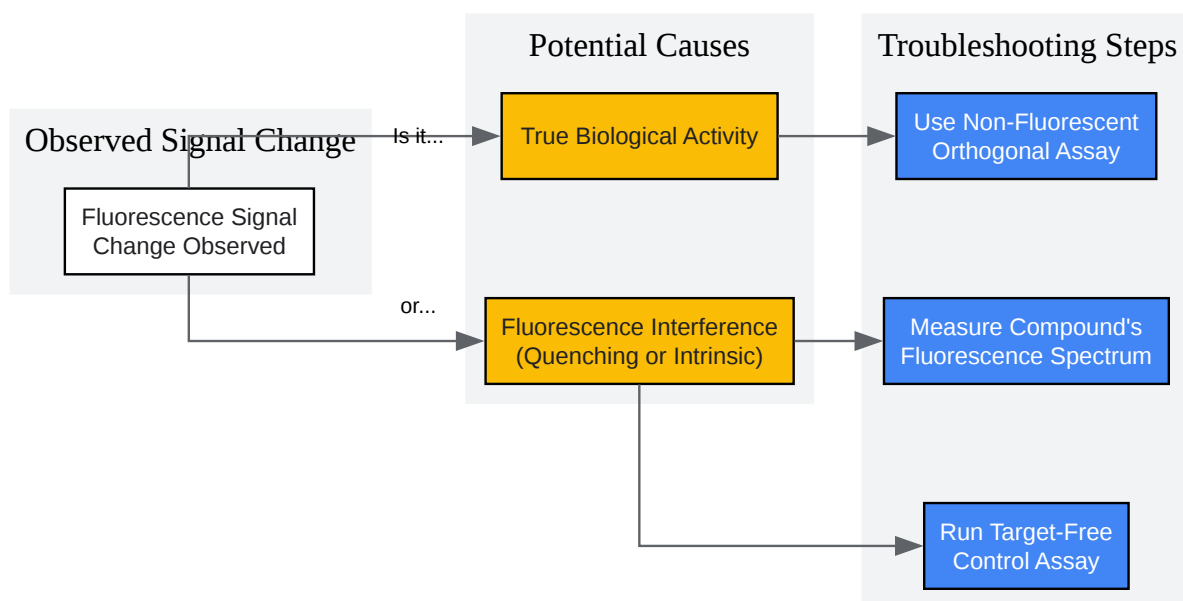 Potential Causes
Troubleshooting Steps
Observed Signal Change
Is it...
True Biological Activity
Use Non-Fluorescent
Orthogonal Assay
Fluorescence Signal
Change Observed
or...
Fluorescence Interference
(Quenching or Intrinsic)
Measure Compound's
Fluorescence Spectrum
Run Target-Free
Control Assay